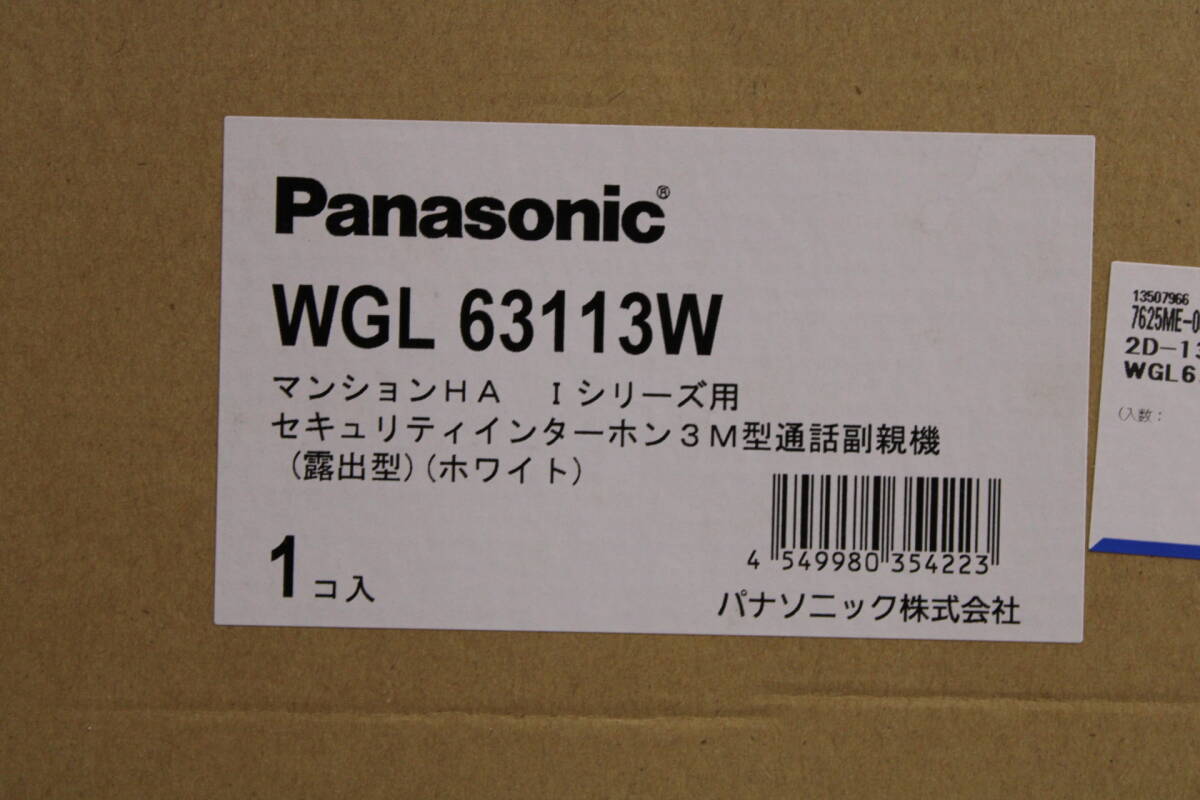 Panasonic®
WGL 63113W
マンションHA Iシリーズ用
セキュリティインターホン3M型通話副親機
(露出型)(ホワイト)
1コ入
4 549980 354223
パナソニック株式会社
13507966
7625ME-0
2D-13
WGL6
(入数: